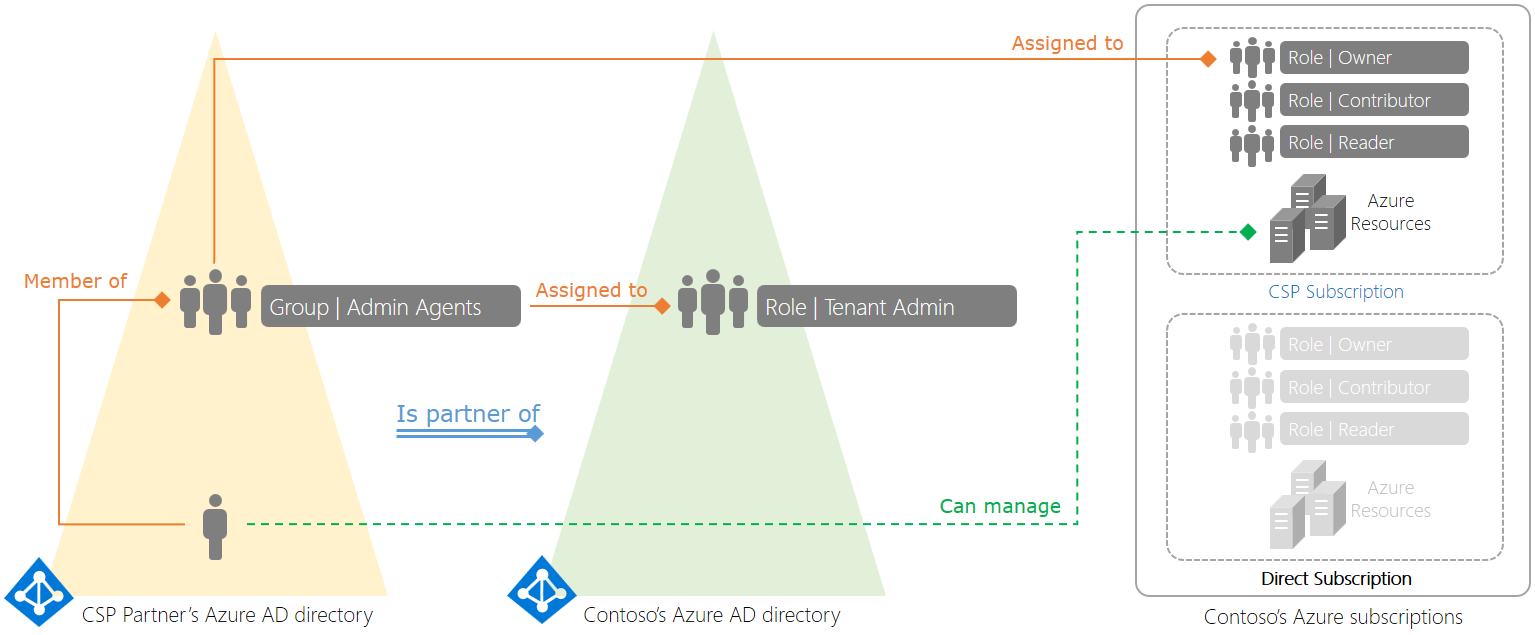 Assigned to
Role | Owner
Role | Contributor
Role | Reader
Azure
Resources
CSP Subscription
Member of
Group | Admin Agents
Assigned to
Role | Tenant Admin
Is partner of
Can manage
Role | Owner
Role | Contributor
Role | Reader
Azure
Resources
Direct Subscription
CSP Partner's Azure AD directory
Contoso's Azure AD directory
Contoso's Azure subscriptions